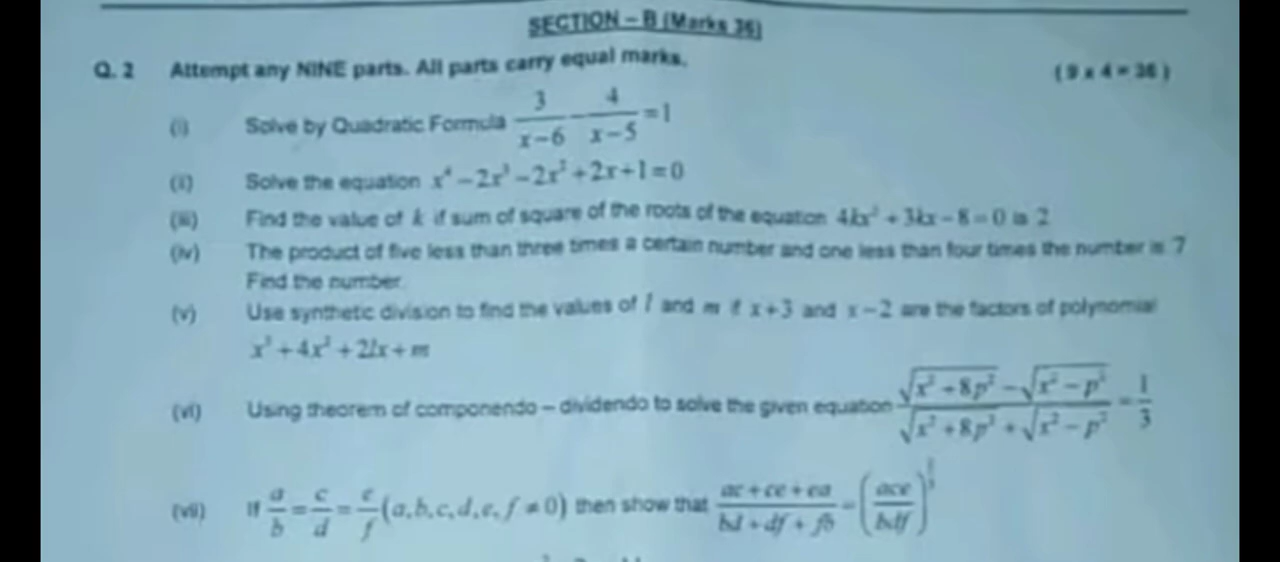 SECTION – B (Marks 36)
Q. 2 Attempt any NINE parts. All parts carry equal marks. (9 x 4 = 36)
(i) Solve by Quadratic Formula 3/(x−6) − 4/(x−5) = 1
(ii) Solve the equation x⁴ − 2x³ − 2x² + 2x + 1 = 0
(iii) Find the value of k if sum of square of the roots of the equation 4kx² + 3kx − 8 = 0 is 2
(iv) The product of five less than three times a certain number and one less than four times the number is 7
Find the number.
(v) Use synthetic division to find the values of l and m if x+3 and x−2 are the factors of polynomial
x³ + 4x² + 2lx + m
(vi) Using theorem of componendo – dividendo to solve the given equation (√(x²+8p²) − √(x²−p²))/(√(x²+8p²) + √(x²−p²)) = 1/3
(vii) If a/b = c/d = e/f (a,b,c,d,e,f ≠ 0) then show that (ac+ce+ea)/(bd+df+fb) = (ace/bdf)^(2/3)